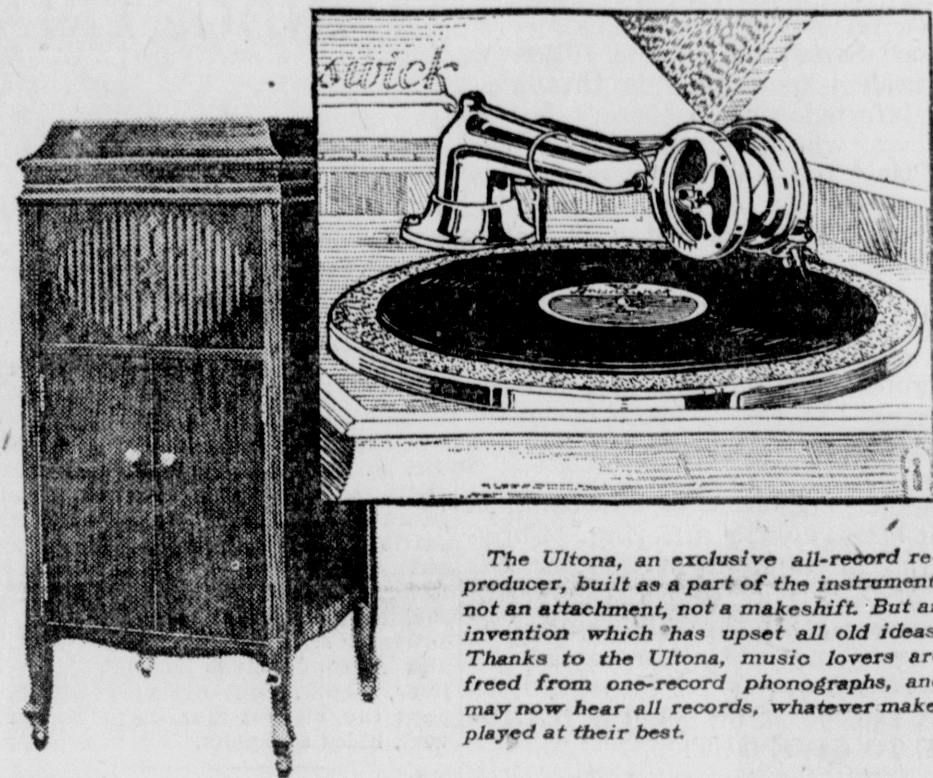 swick
The Ultona, an exclusive all-record re-
producer, built as a part of the instrument
not an attachment, not a makeshift. But an
invention which has upset all old ideas
Thanks to the Ultona, music lovers are
freed from one-record phonographs, and
may now hear all records, whatever make
played at their best.